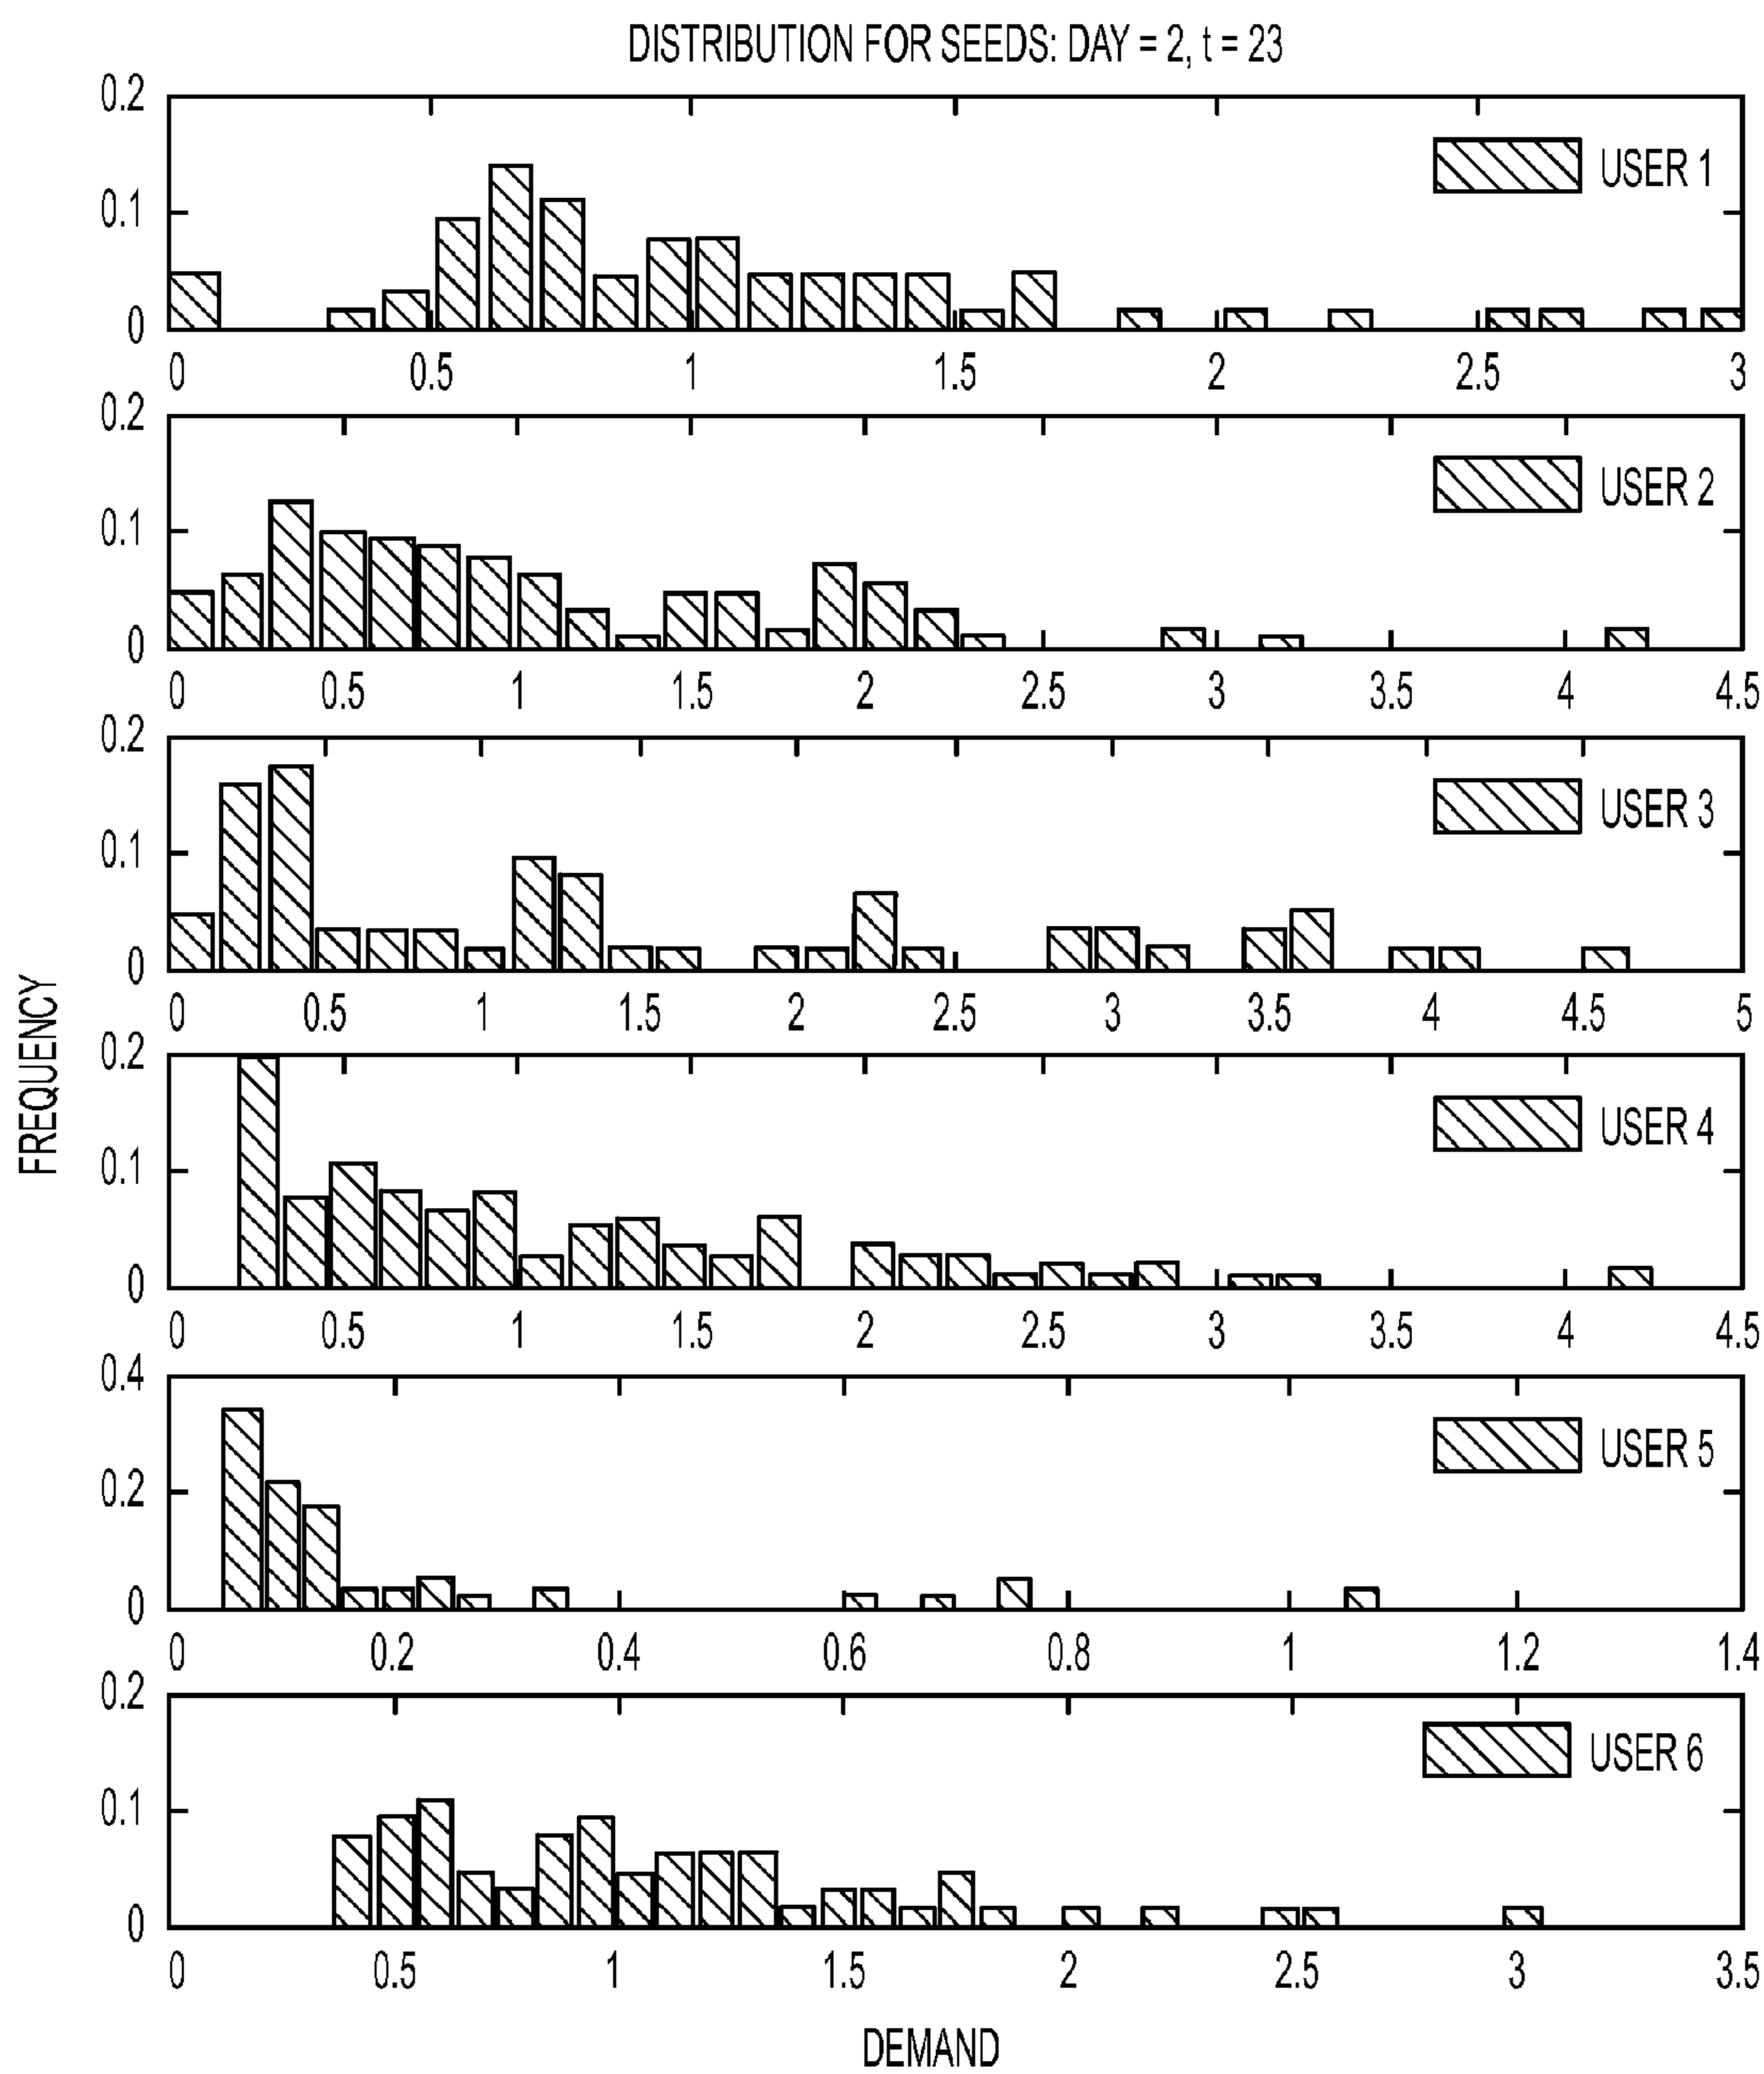 DISTRIBUTION FOR SEEDS: DAY = 2, t = 23
0.2
0.1
0
USER 1
0 0.5 1 1.5 2 2.5 3
0.2
0.1
0
USER 2
0 0.5 1 1.5 2 2.5 3 3.5 4 4.5
0.2
0.1
0
USER 3
0 0.5 1 1.5 2 2.5 3 3.5 4 4.5 5
FREQUENCY
0.2
0.1
0
USER 4
0 0.5 1 1.5 2 2.5 3 3.5 4 4.5
0.4
0.2
0
USER 5
0 0.2 0.4 0.6 0.8 1 1.2 1.4
0.2
0.1
0
USER 6
0 0.5 1 1.5 2 2.5 3 3.5
DEMAND